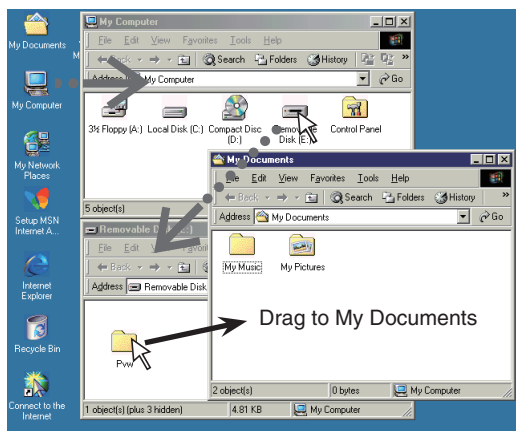 My Documents
My Computer
My Network
Places
Setup MSN
Internet A...
Internet
Explorer
Recycle Bin
Connect to the
Internet
My Computer
File Edit View Favorites Tools Help
Back Search Folders History
Address My Computer Go
3½ Floppy (A:) Local Disk (C:) Compact Disc
(D:) Removable
Disk (E:) Control Panel
5 object(s)
Removable Disk (E:)
File Edit
Back
Address Removable Disk
Pvw
1 object(s) (plus 3 hidden) 4.81 KB My Computer
My Documents
File Edit View Favorites Tools Help
Back Search Folders History »
Address My Documents Go
My Music My Pictures
Drag to My Documents
2 object(s) 0 bytes My Computer